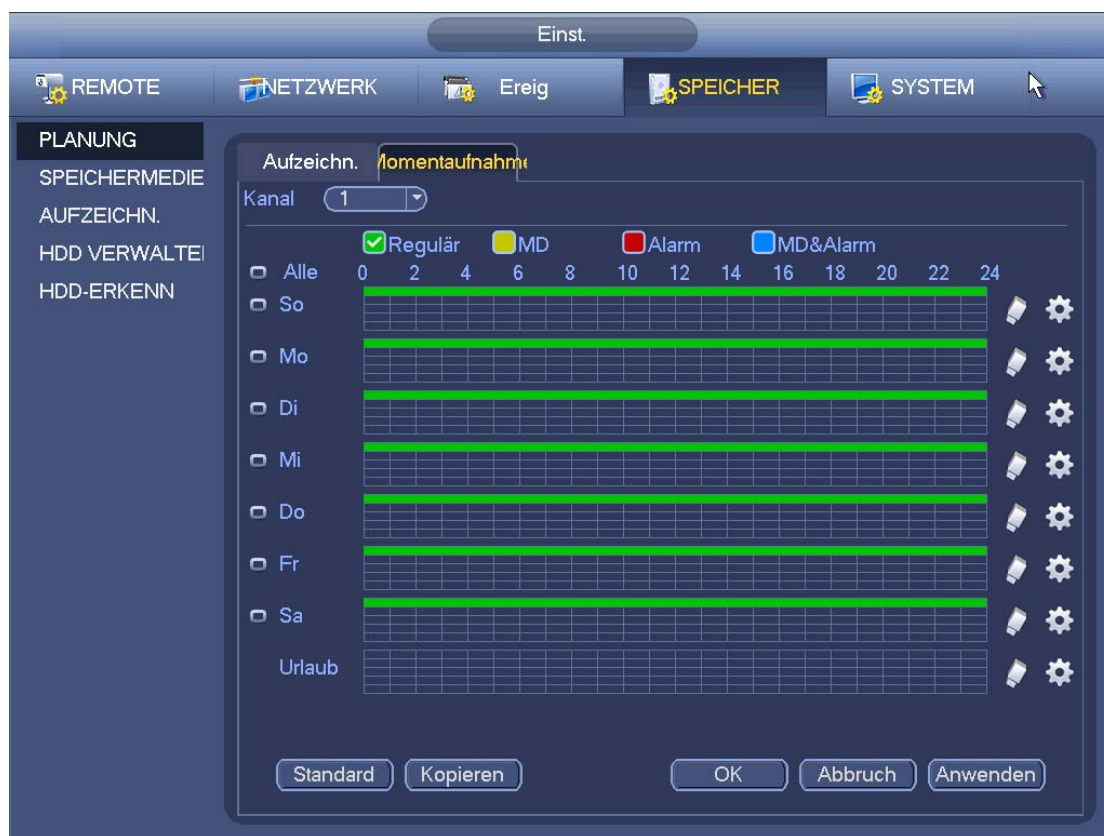 Einst.
REMOTE NETZWERK Ereig SPEICHER SYSTEM
PLANUNG
SPEICHERMEDIE
AUFZEICHN.
HDD VERWALTE
HDD-ERKENN
Aufzeichn. Momentaufnahme
Kanal 1
Regulär MD Alarm MD&Alarm
Alle 0 2 4 6 8 10 12 14 16 18 20 22 24
So
Mo
Di
Mi
Do
Fr
Sa
Urlaub
Standard Kopieren OK Abbruch Anwenden